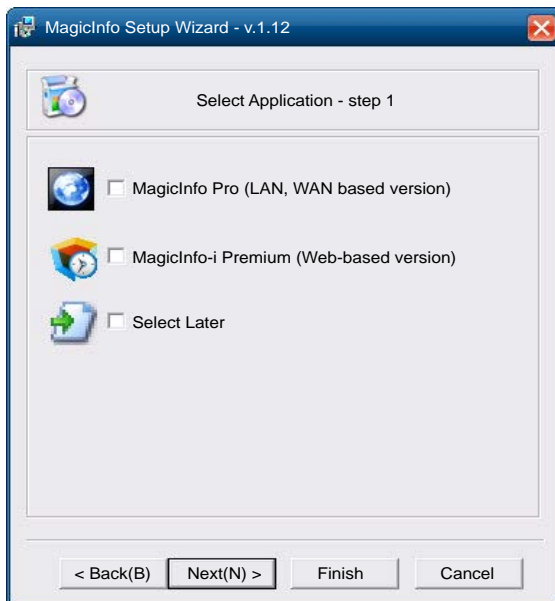 MagicInfo Setup Wizard - v.1.12
Select Application - step 1
MagicInfo Pro (LAN, WAN based version)
MagicInfo-i Premium (Web-based version)
Select Later
< Back(B) Next(N) > Finish Cancel